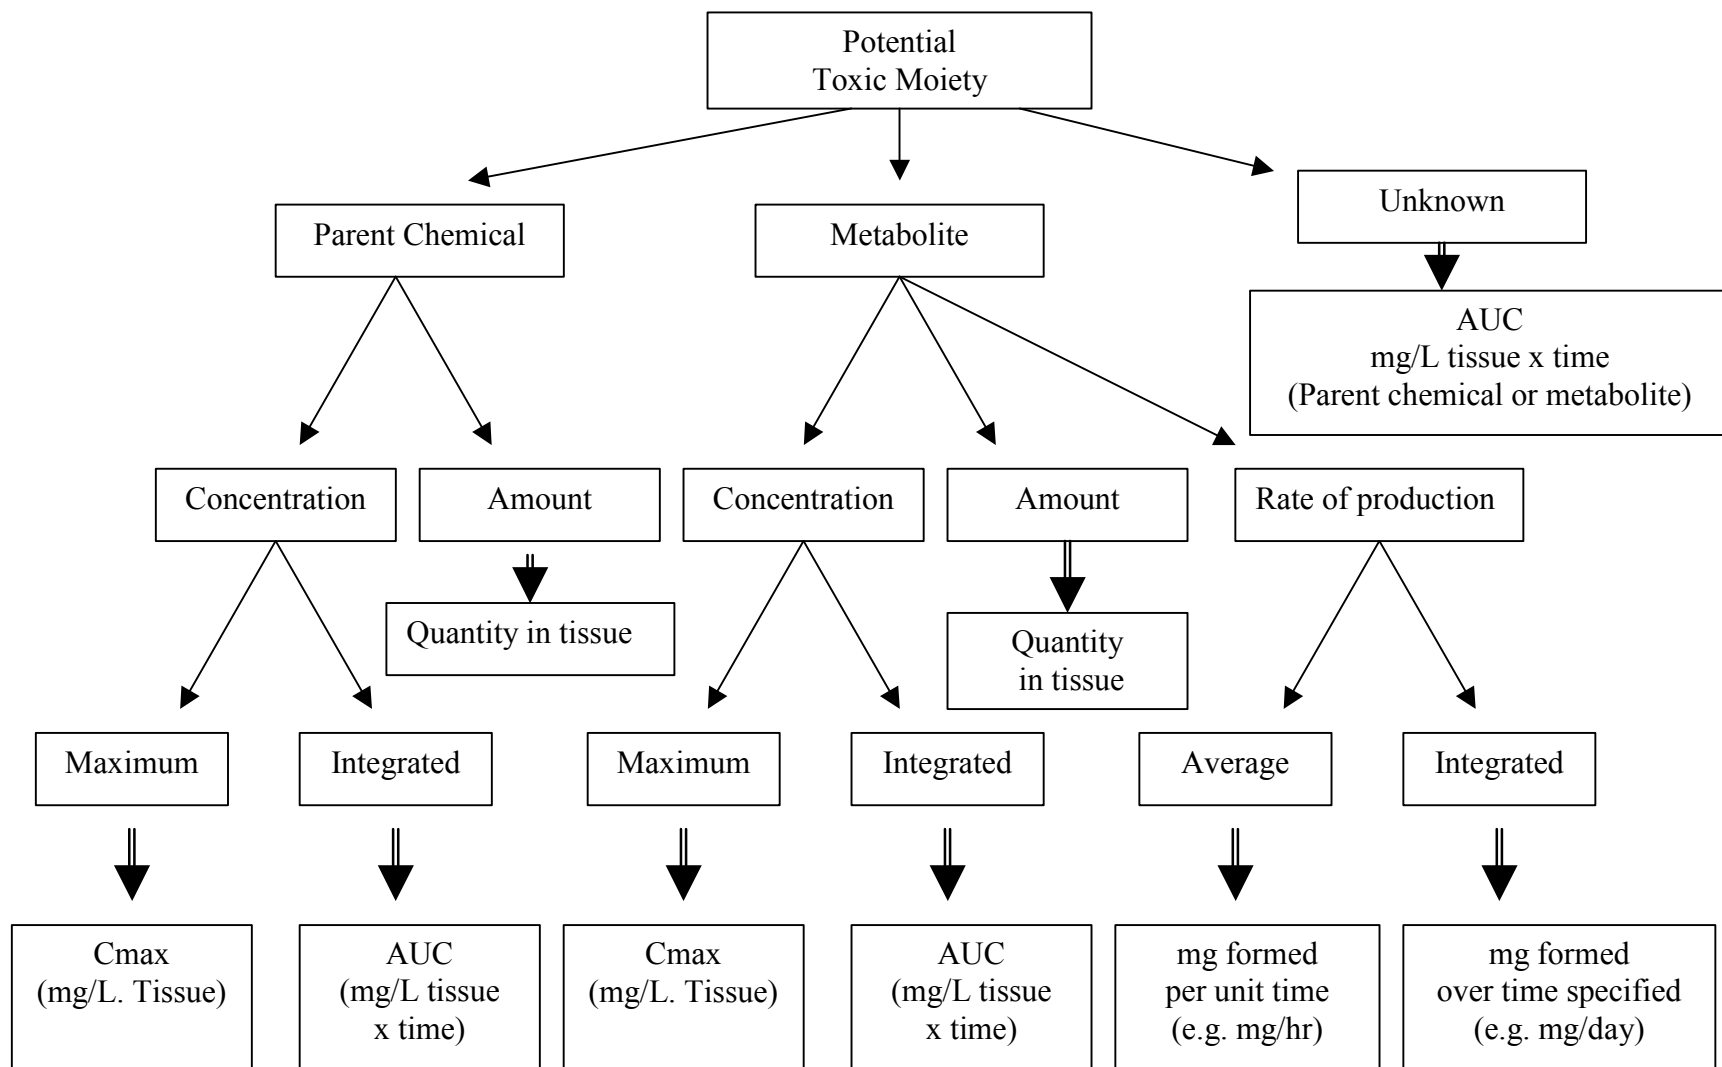 Potential
Toxic Moiety
Parent Chemical
Metabolite
Unknown
AUC
mg/L tissue x time
(Parent chemical or metabolite)
Concentration
Amount
Concentration
Amount
Rate of production
Quantity in tissue
Quantity
in tissue
Maximum
Integrated
Maximum
Integrated
Average
Integrated
Cmax
(mg/L. Tissue)
AUC
(mg/L tissue
x time)
Cmax
(mg/L. Tissue)
AUC
(mg/L tissue
x time)
mg formed
per unit time
(e.g. mg/hr)
mg formed
over time specified
(e.g. mg/day)